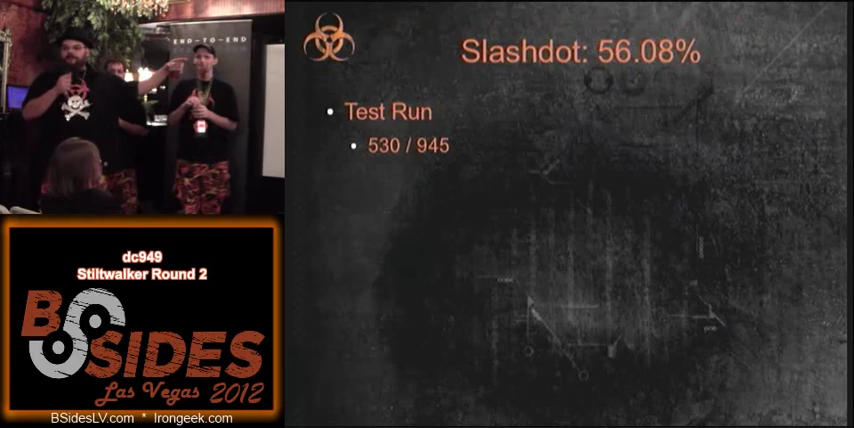 END-TO-END
Slashdot: 56.08%
Test Run
530 / 945
dc949
Stiltwalker Round 2
BSIDES
Las Vegas 2012
BSidesLV.com * Irongeek.com